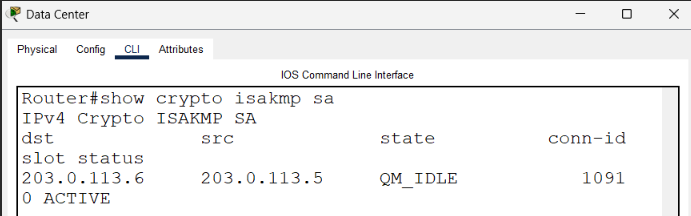 Data Center
Physical Config CLI Attributes
IOS Command Line Interface
Router#show crypto isakmp sa
IPv4 Crypto ISAKMP SA
dst src state conn-id
slot status
203.0.113.6 203.0.113.5 QM_IDLE 1091
0 ACTIVE